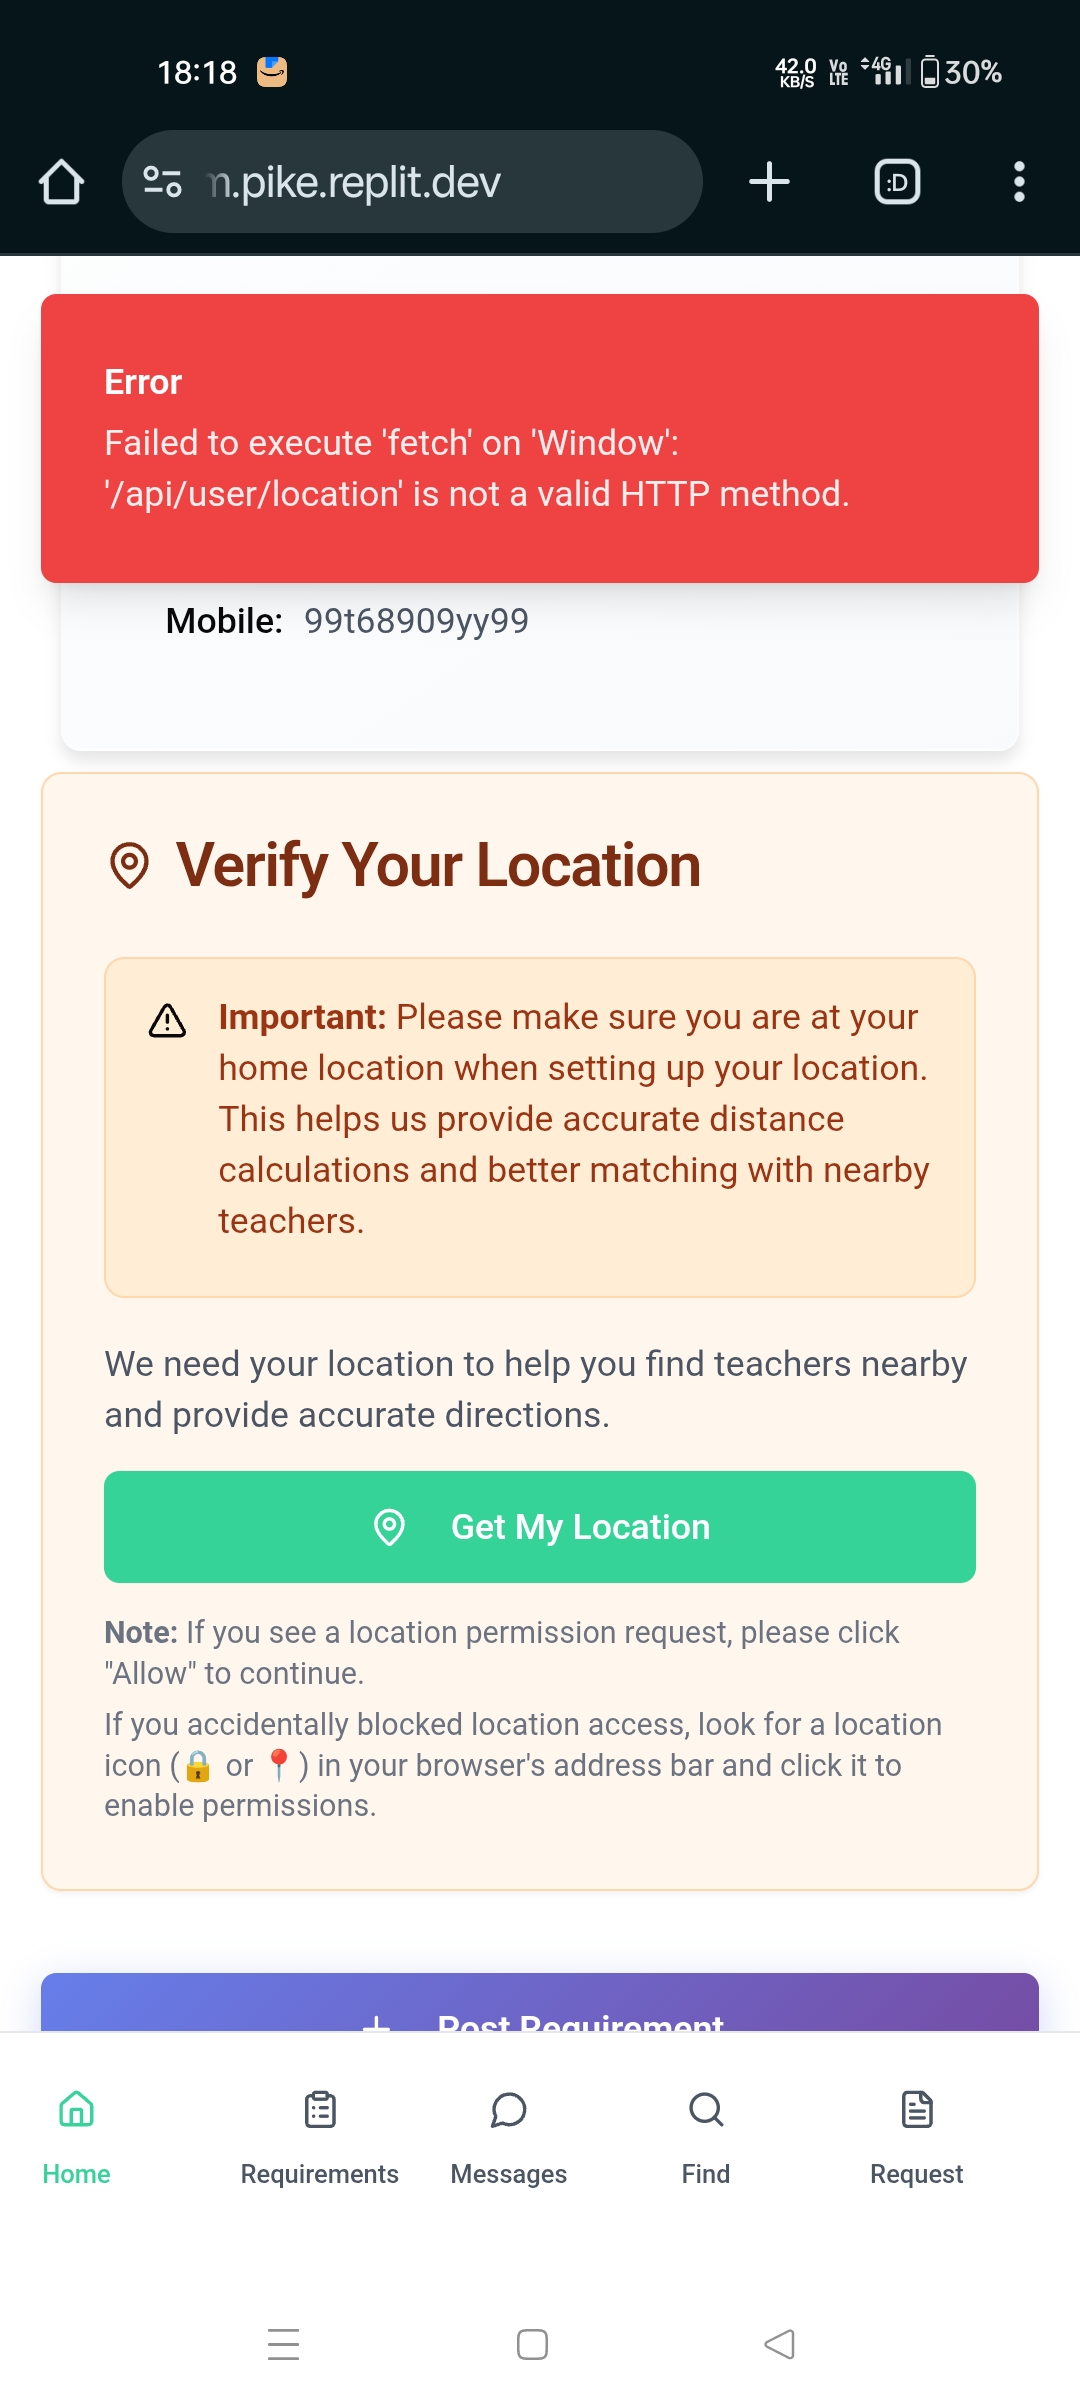 18:18
42.0 KB/S
Vo LTE
4G
30%
.pike.replit.dev
:D
Error
Failed to execute 'fetch' on 'Window':
'/api/user/location' is not a valid HTTP method.
Mobile: 99t68909yy99
Verify Your Location
Important: Please make sure you are at your
home location when setting up your location.
This helps us provide accurate distance
calculations and better matching with nearby
teachers.
We need your location to help you find teachers nearby
and provide accurate directions.
Get My Location
Note: If you see a location permission request, please click
"Allow" to continue.
If you accidentally blocked location access, look for a location
icon (🔒 or 📍) in your browser's address bar and click it to
enable permissions.
Post Requirement
Home
Requirements
Messages
Find
Request